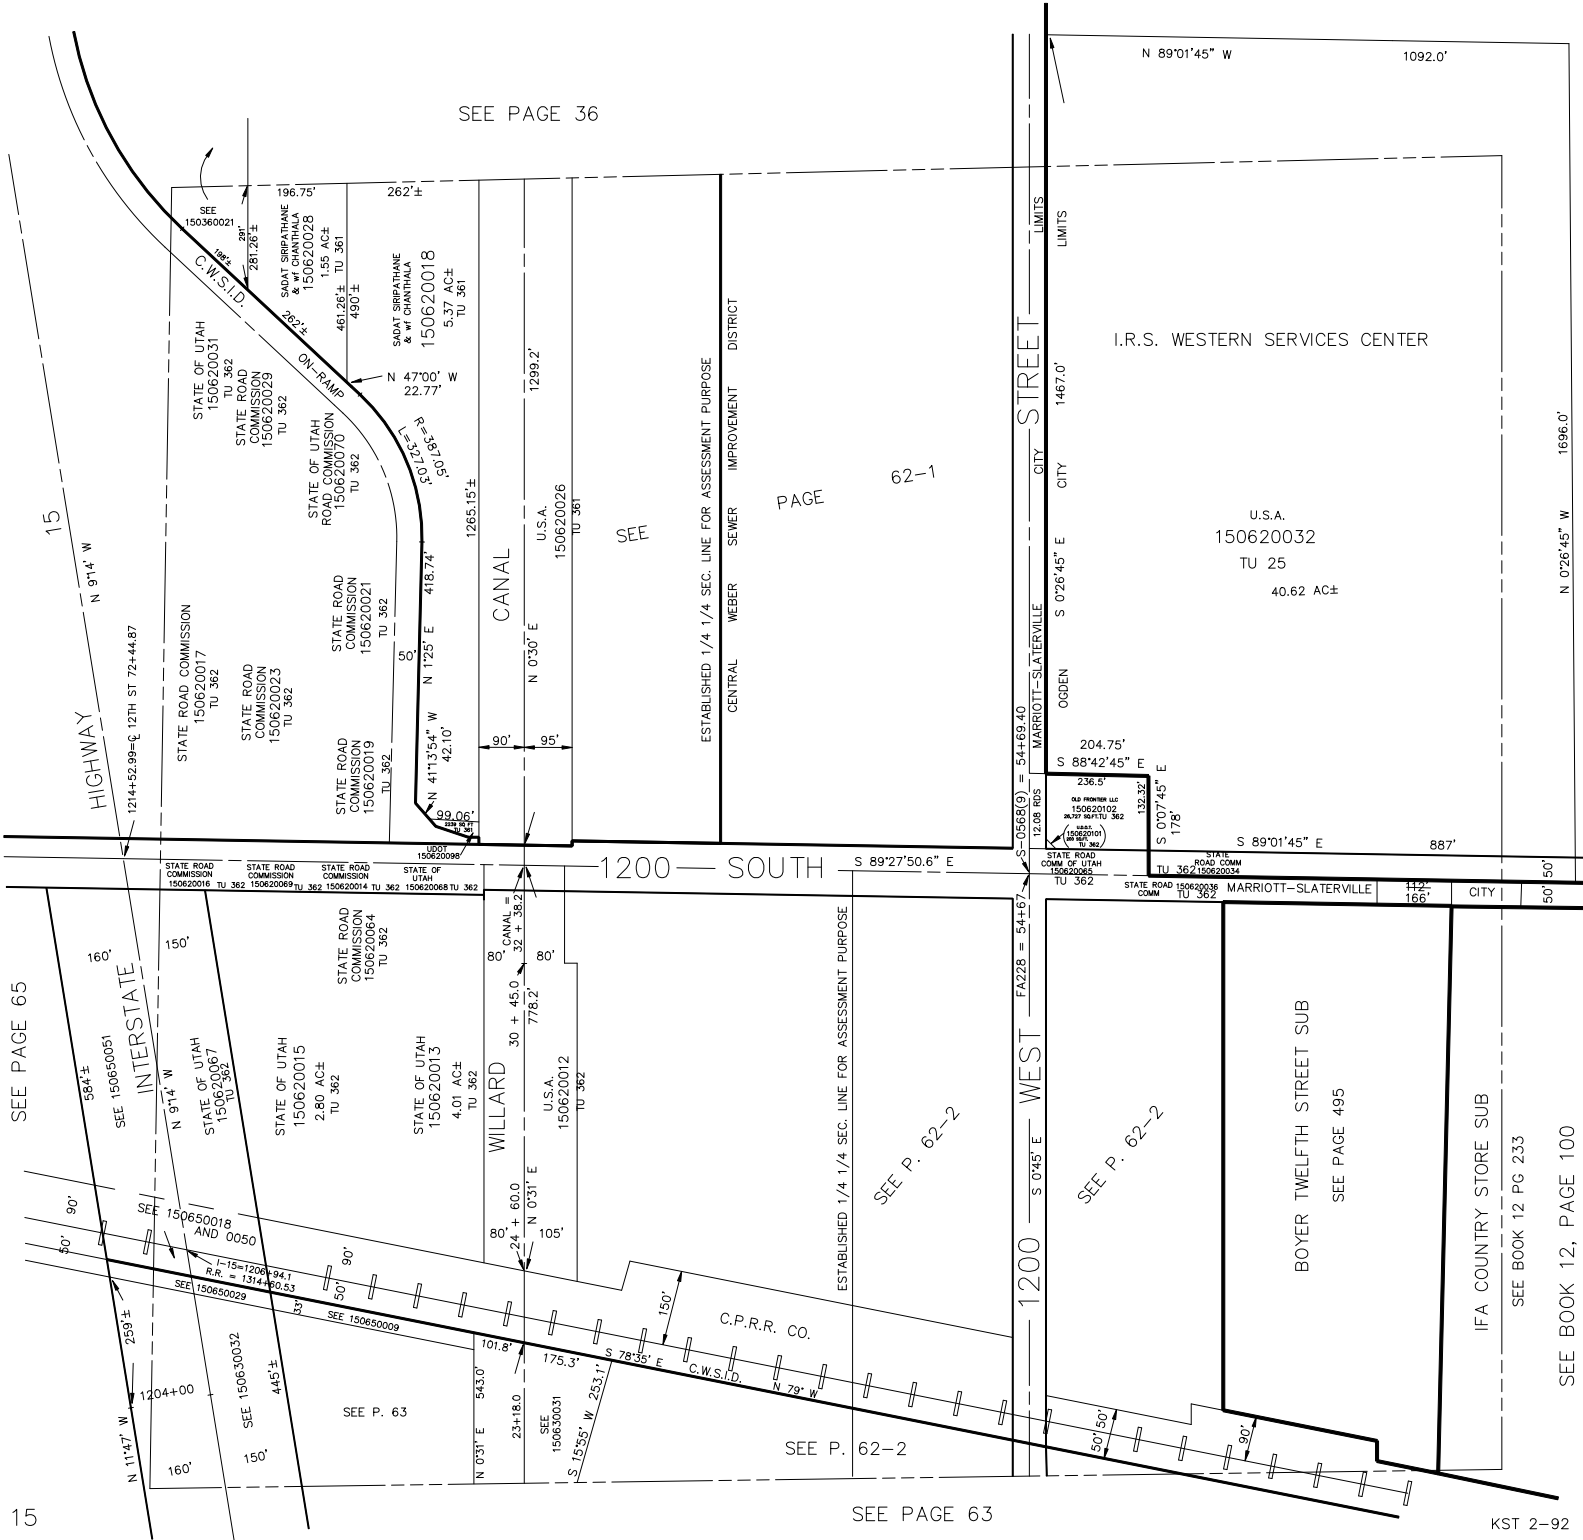 N 89°01'45" W
1092.0'
SEE PAGE 36
SEE
150360021
196.75'
262'±
291'
281.26'±
198'±
C.W.S.I.D.
262'±
ON-RAMP
SADAT SIRIPATHANE
& wf CHANTHALA
150620028
1.55 AC±
TU 361
461.26'±
490'±
SADAT SIRIPATHANE
& wf CHANTHALA
150620018
5.37 AC±
TU 361
N 47°00' W
22.77'
R=387.05'
L=327.03'
STATE OF UTAH
150620031
TU 362
STATE ROAD
COMMISSION
150620029
TU 362
STATE OF UTAH
ROAD COMMISSION
150620070
TU 362
15
N 9°14' W
HIGHWAY
1214+52.99=℄ 12TH ST 72+44.87
STATE ROAD COMMISSION
150620017
TU 362
STATE ROAD
COMMISSION
150620023
TU 362
STATE ROAD
COMMISSION
150620021
TU 362
STATE ROAD
COMMISSION
150620019
TU 362
50'
418.74'
N 1°25' E
N 41°13'54" W
42.10'
99.06'
2238 SQ FT
TU 361
UDOT
150620098
1265.15'±
CANAL
1299.2'
N 0°30' E
90'
95'
U.S.A.
150620026
TU 361
SEE
PAGE
62-1
ESTABLISHED 1/4 1/4 SEC. LINE FOR ASSESSMENT PURPOSE
CENTRAL WEBER SEWER IMPROVEMENT DISTRICT
STREET
MARRIOTT-SLATERVILLE CITY LIMITS
OGDEN CITY LIMITS
S 0°26'45" E
1467.0'
I.R.S. WESTERN SERVICES CENTER
U.S.A.
150620032
TU 25
40.62 AC±
1696.0'
N 0°26'45" W
204.75'
S 88°42'45" E
236.5'
OLD FRONTIER LLC
150620102
26,727 SQ.FT. TU 362
U.D.O.T.
150620101
200 SQ.FT.
TU 362
132.32'
S 0°07'45" E
178'
12.08 RDS
S-0568(9) = 54+69.40
S 89°01'45" E
887'
STATE ROAD
COMMISSION
150620016 TU 362
STATE ROAD
COMMISSION
150620069 TU 362
STATE ROAD
COMMISSION
150620014 TU 362
STATE OF
UTAH
150620068 TU 362
1200 SOUTH
S 89°27'50.6" E
STATE ROAD
COMM OF UTAH
150620065
TU 362
STATE
ROAD COMM
TU 362 150620034
STATE ROAD
COMM
150620036
TU 362
MARRIOTT-SLATERVILLE
112'
166'
CITY
50' 50'
SEE PAGE 65
160'
150'
INTERSTATE
N 9°14' W
584'±
SEE 150650051
STATE OF UTAH
150620067
TU 362
STATE ROAD
COMMISSION
150620064
TU 362
STATE OF UTAH
150620015
2.80 AC±
TU 362
STATE OF UTAH
150620013
4.01 AC±
TU 362
WILLARD
CANAL =
32 + 38.2
80'
80'
30 + 45.0
778.2'
U.S.A.
150620012
TU 362
24 + 60.0
N 0°31' E
80'
105'
ESTABLISHED 1/4 1/4 SEC. LINE FOR ASSESSMENT PURPOSE
SEE P. 62-2
FA228 = 54+67
1200 WEST
S 0°45' E
SEE P. 62-2
BOYER TWELFTH STREET SUB
SEE PAGE 495
IFA COUNTRY STORE SUB
SEE BOOK 12 PG 233
SEE BOOK 12, PAGE 100
90'
50'
SEE 150650018
AND 0050
I-15=1206+94.1
R.R. = 1314+60.53
SEE 150650029
33'
90'
50'
SEE 150650009
150'
C.P.R.R. CO.
101.8'
175.3'
S 78°35' E
C.W.S.I.D.
N 79° W
259'±
1204+00
N 11°47' W
160'
150'
SEE 150630032
445'±
SEE P. 63
N 0°31' E
543.0'
23+18.0
SEE
150630031
S 15°55' W
253.1'
SEE P. 62-2
50' 50'
90'
15
SEE PAGE 63
KST 2-92